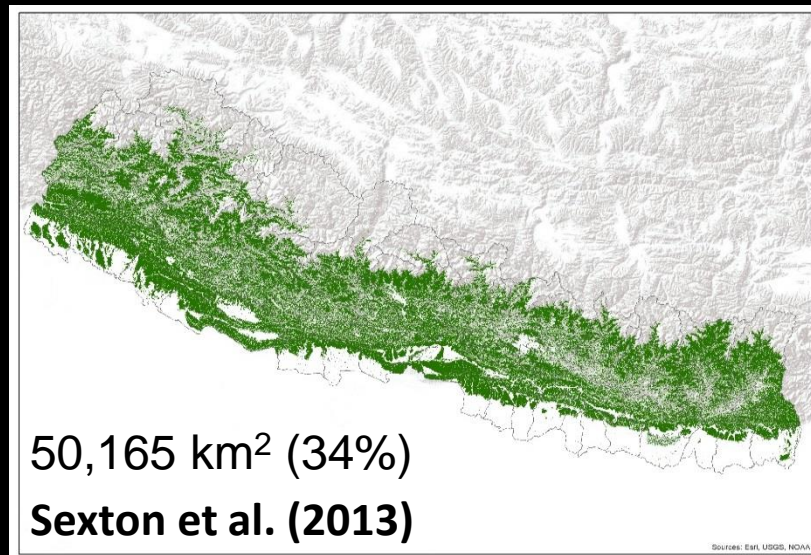 50,165 km² (34%)
Sexton et al. (2013)
Sources: Esri, USGS, NOAA